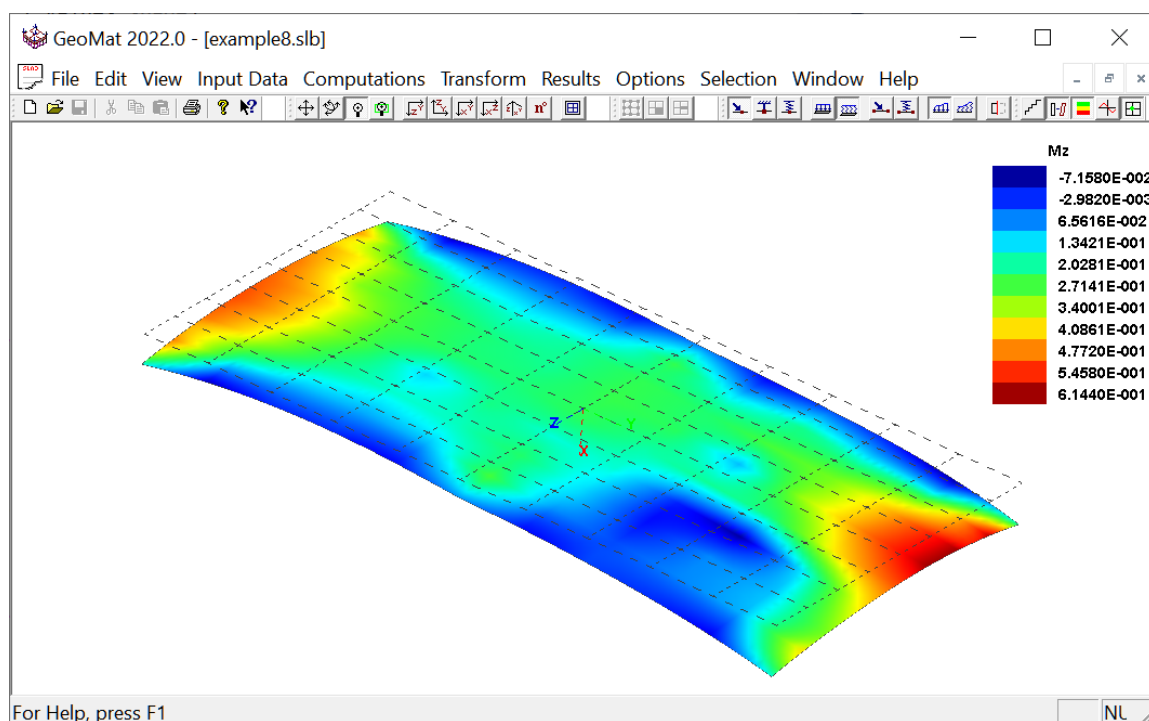 GeoMat 2022.0 - [example8.slb]
File Edit View Input Data Computations Transform Results Options Selection Window Help
n°
Mz
-7.1580E-002
-2.9820E-003
6.5616E-002
1.3421E-001
2.0281E-001
2.7141E-001
3.4001E-001
4.0861E-001
4.7720E-001
5.4580E-001
6.1440E-001
Z Y
X
For Help, press F1